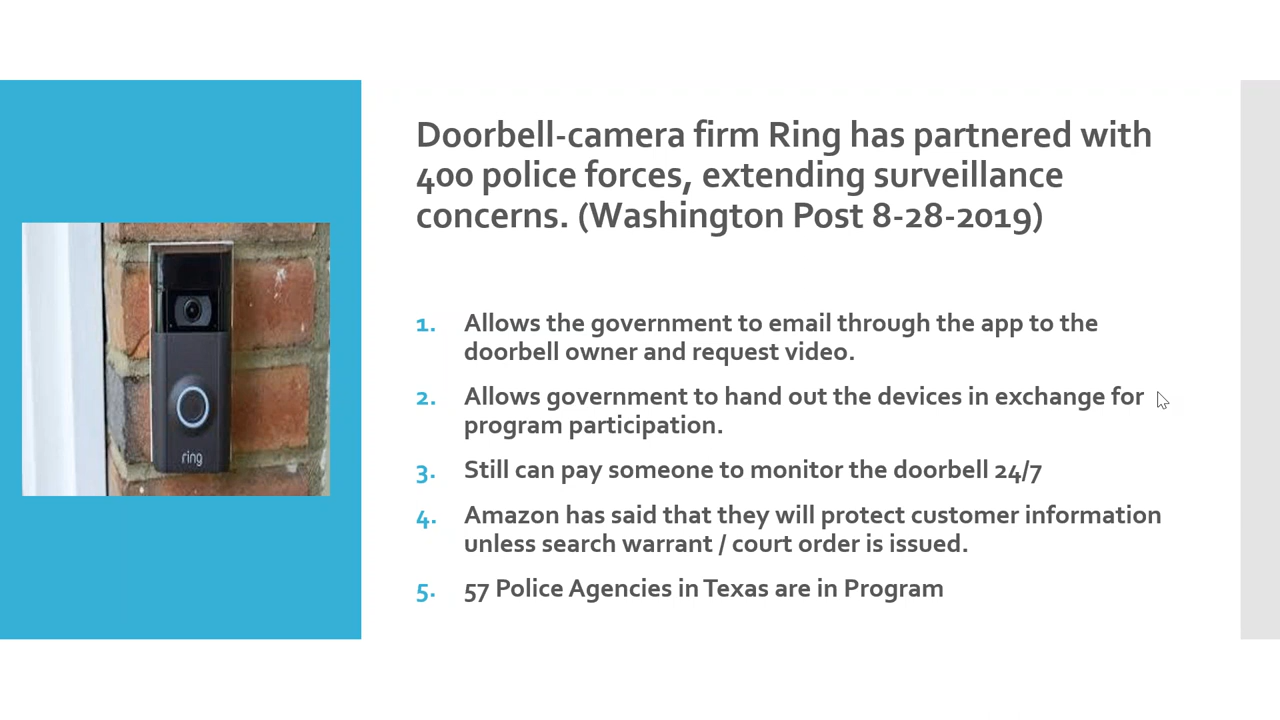 Doorbell-camera firm Ring has partnered with
400 police forces, extending surveillance
concerns. (Washington Post 8-28-2019)
1. Allows the government to email through the app to the
doorbell owner and request video.
2. Allows government to hand out the devices in exchange for
program participation.
3. Still can pay someone to monitor the doorbell 24/7
4. Amazon has said that they will protect customer information
unless search warrant / court order is issued.
5. 57 Police Agencies in Texas are in Program
ring